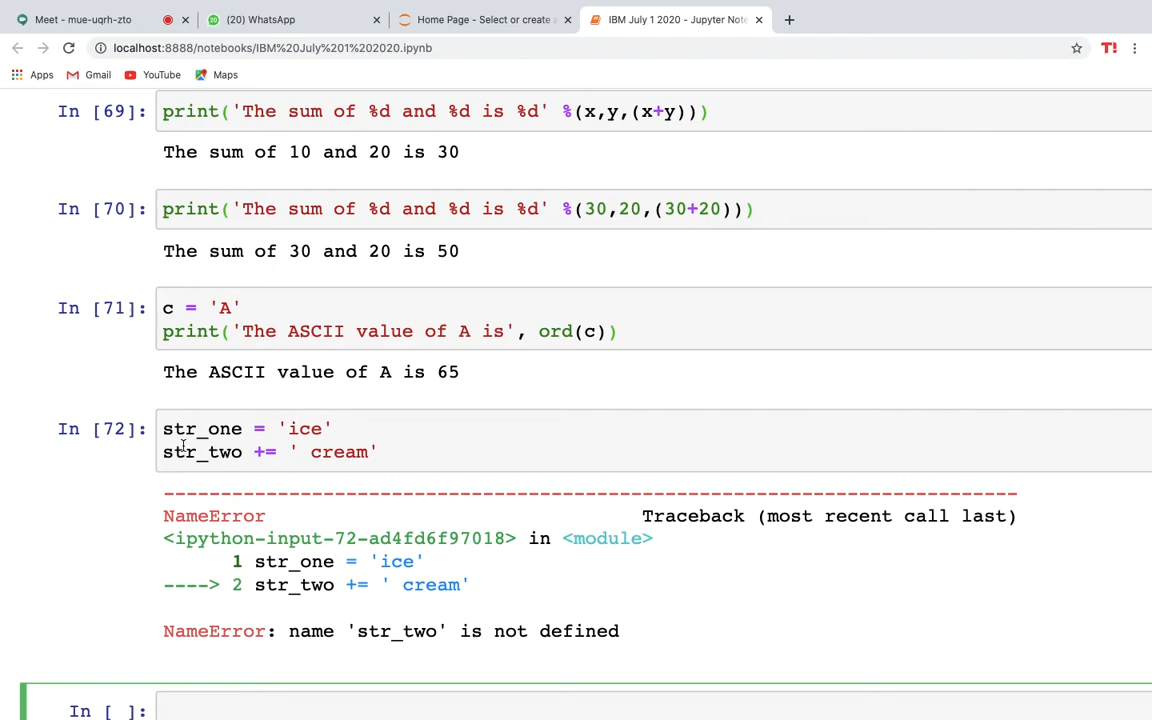 Meet - mue-uqrh-zto
(20) WhatsApp
Home Page - Select or create a
IBM July 1 2020 - Jupyter Note
localhost:8888/notebooks/IBM%20July%201%202020.ipynb
T!
Apps
Gmail
YouTube
Maps
In [69]: print('The sum of %d and %d is %d' %(x,y,(x+y)))
The sum of 10 and 20 is 30
In [70]: print('The sum of %d and %d is %d' %(30,20,(30+20)))
The sum of 30 and 20 is 50
In [71]: c = 'A'
print('The ASCII value of A is', ord(c))
The ASCII value of A is 65
In [72]: str_one = 'ice'
str_two += ' cream'
---------------------------------------------------------------------------
NameError Traceback (most recent call last)
<ipython-input-72-ad4fd6f97018> in <module>
1 str_one = 'ice'
----> 2 str_two += ' cream'
NameError: name 'str_two' is not defined
In [ ]: